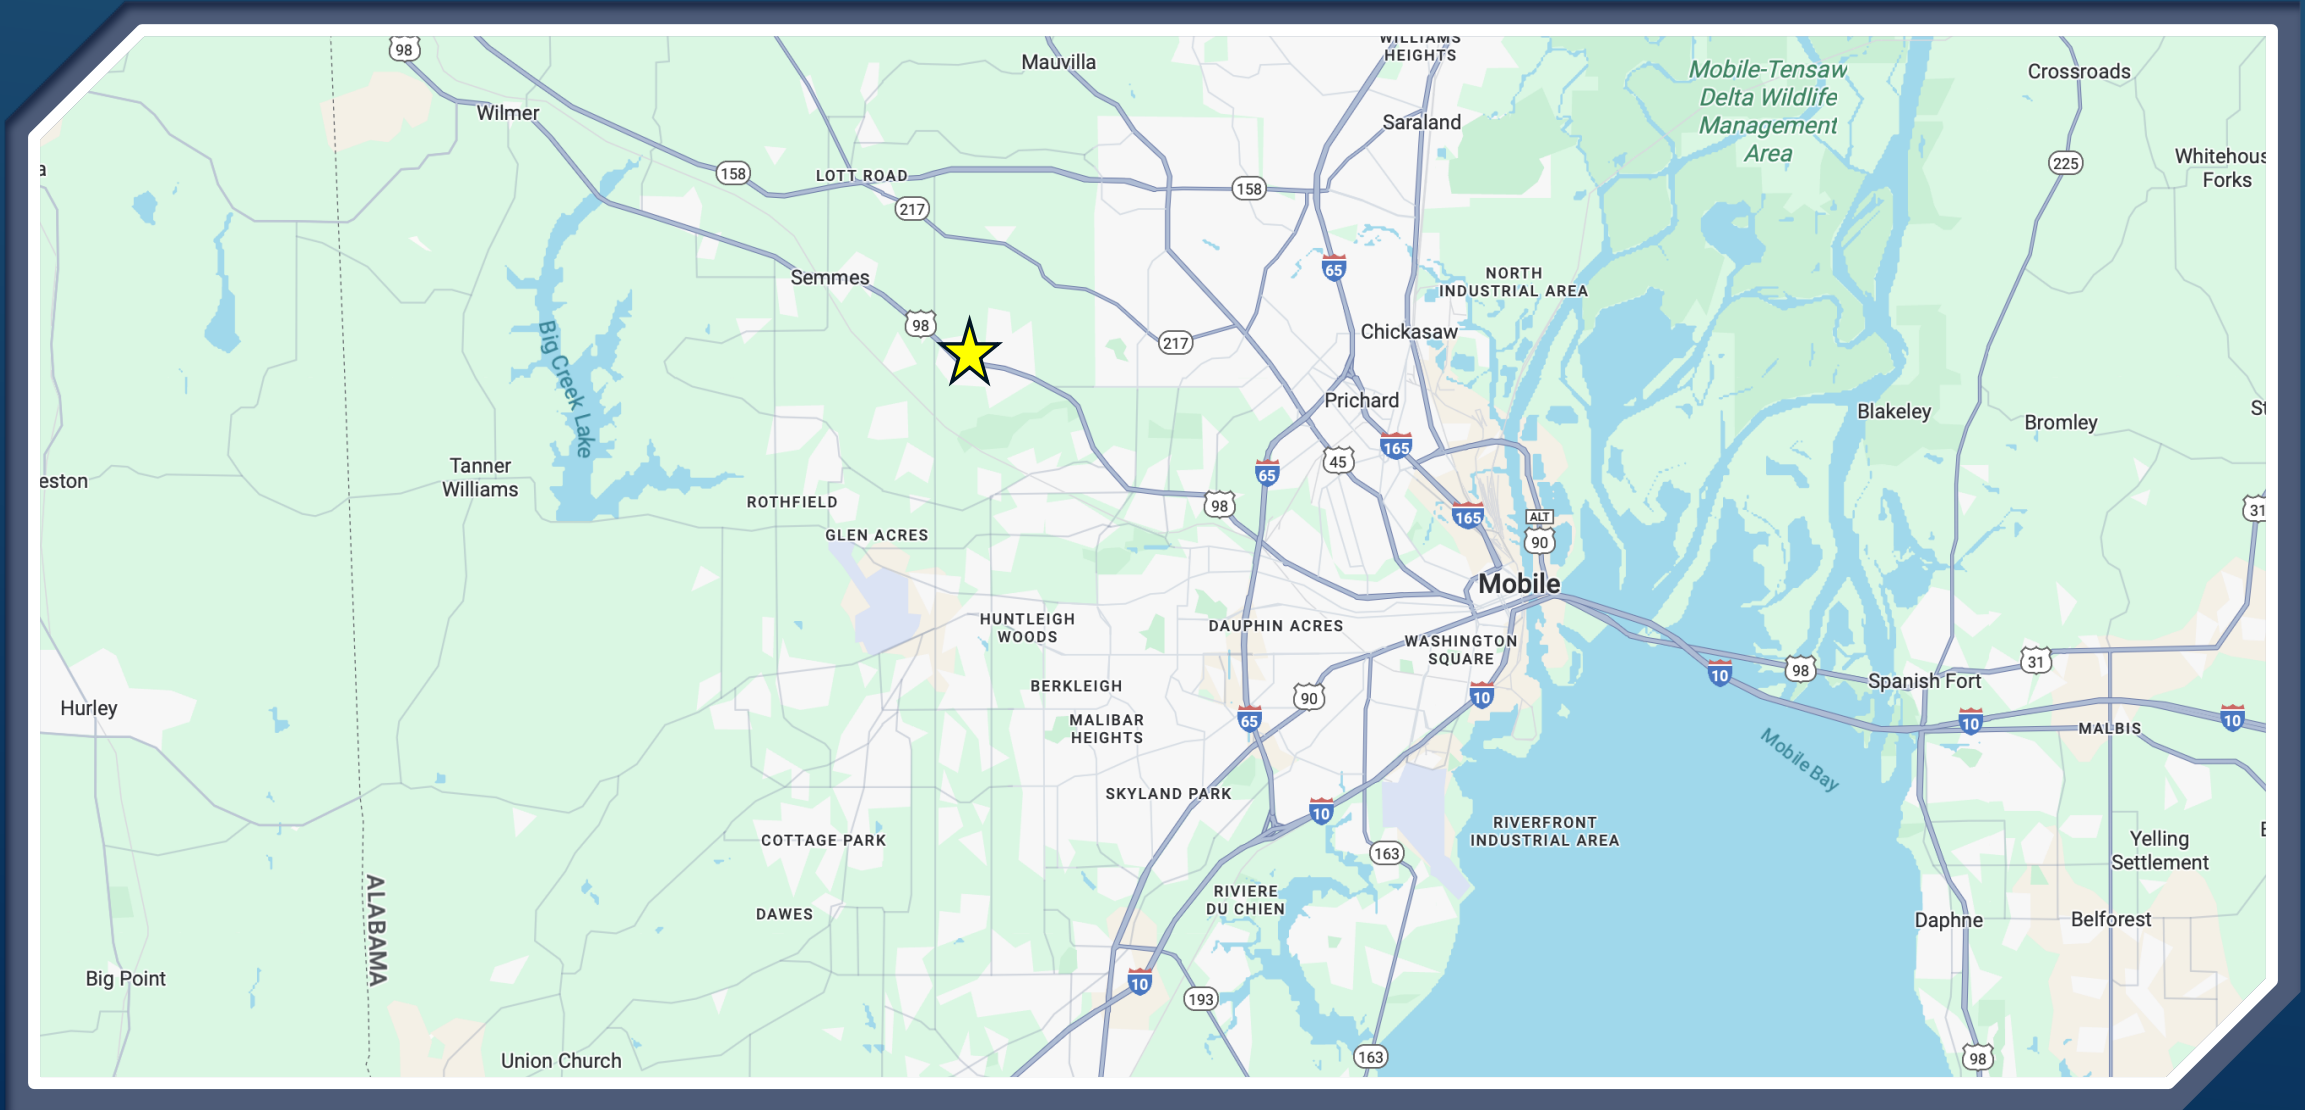 WILLIAMS
HEIGHTS
98
Mauvilla
Mobile-Tensaw
Delta Wildlife
Management
Area
Crossroads
Wilmer
Saraland
a
158
LOTT ROAD
158
225
Whitehous
Forks
217
Semmes
65
NORTH
INDUSTRIAL AREA
98
Big Creek Lake
217
Chickasaw
Prichard
Blakeley
Bromley
St
165
45
65
Tanner
Williams
eston
ROTHFIELD
98
165
ALT
90
31
GLEN ACRES
Mobile
HUNTLEIGH
WOODS
DAUPHIN ACRES
WASHINGTON
SQUARE
98
31
10
Spanish Fort
BERKLEIGH
90
10
Hurley
MALIBAR
HEIGHTS
65
10
10
MALBIS
Mobile Bay
SKYLAND PARK
10
RIVERFRONT
INDUSTRIAL AREA
COTTAGE PARK
163
Yelling
Settlement
E
ALABAMA
RIVIERE
DU CHIEN
DAWES
Daphne
Belforest
Big Point
10
193
Union Church
163
98